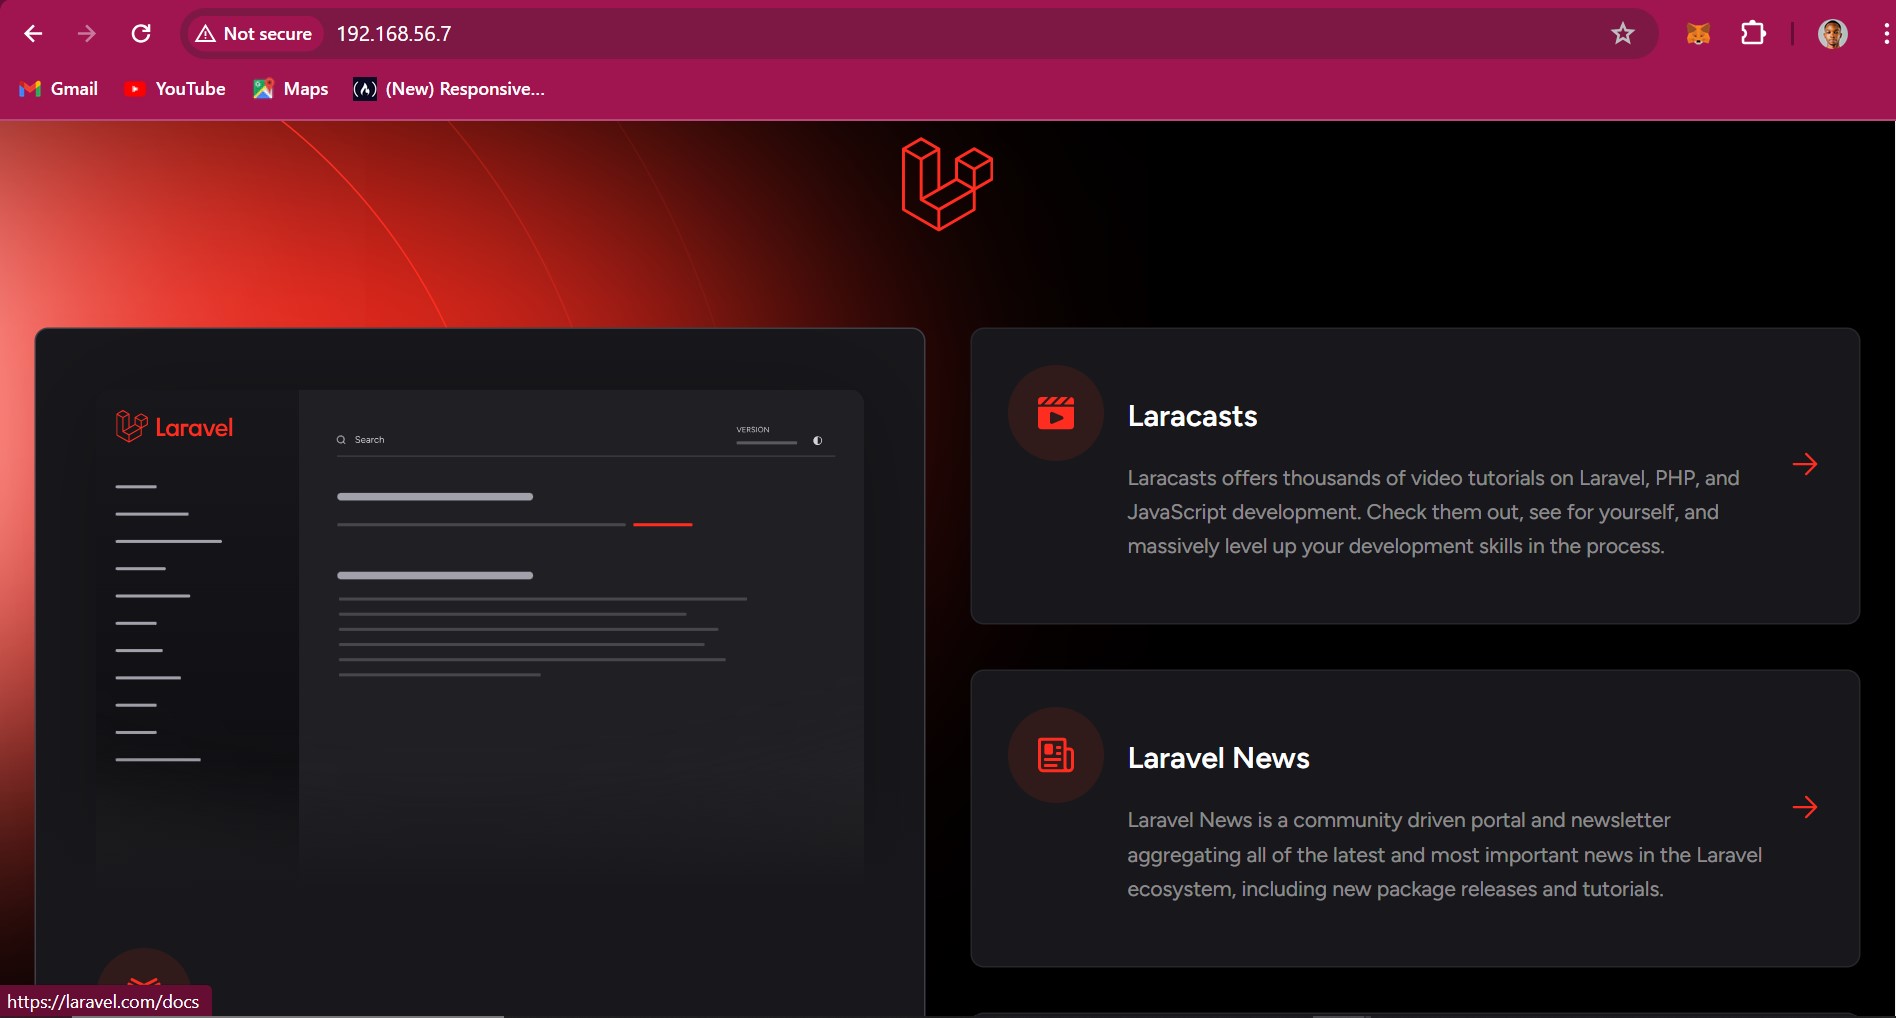 Not secure
192.168.56.7
Gmail
YouTube
Maps
(New) Responsive...
Laravel
Search
VERSION
Laracasts
Laracasts offers thousands of video tutorials on Laravel, PHP, and
JavaScript development. Check them out, see for yourself, and
massively level up your development skills in the process.
Laravel News
Laravel News is a community driven portal and newsletter
aggregating all of the latest and most important news in the Laravel
ecosystem, including new package releases and tutorials.
https://laravel.com/docs